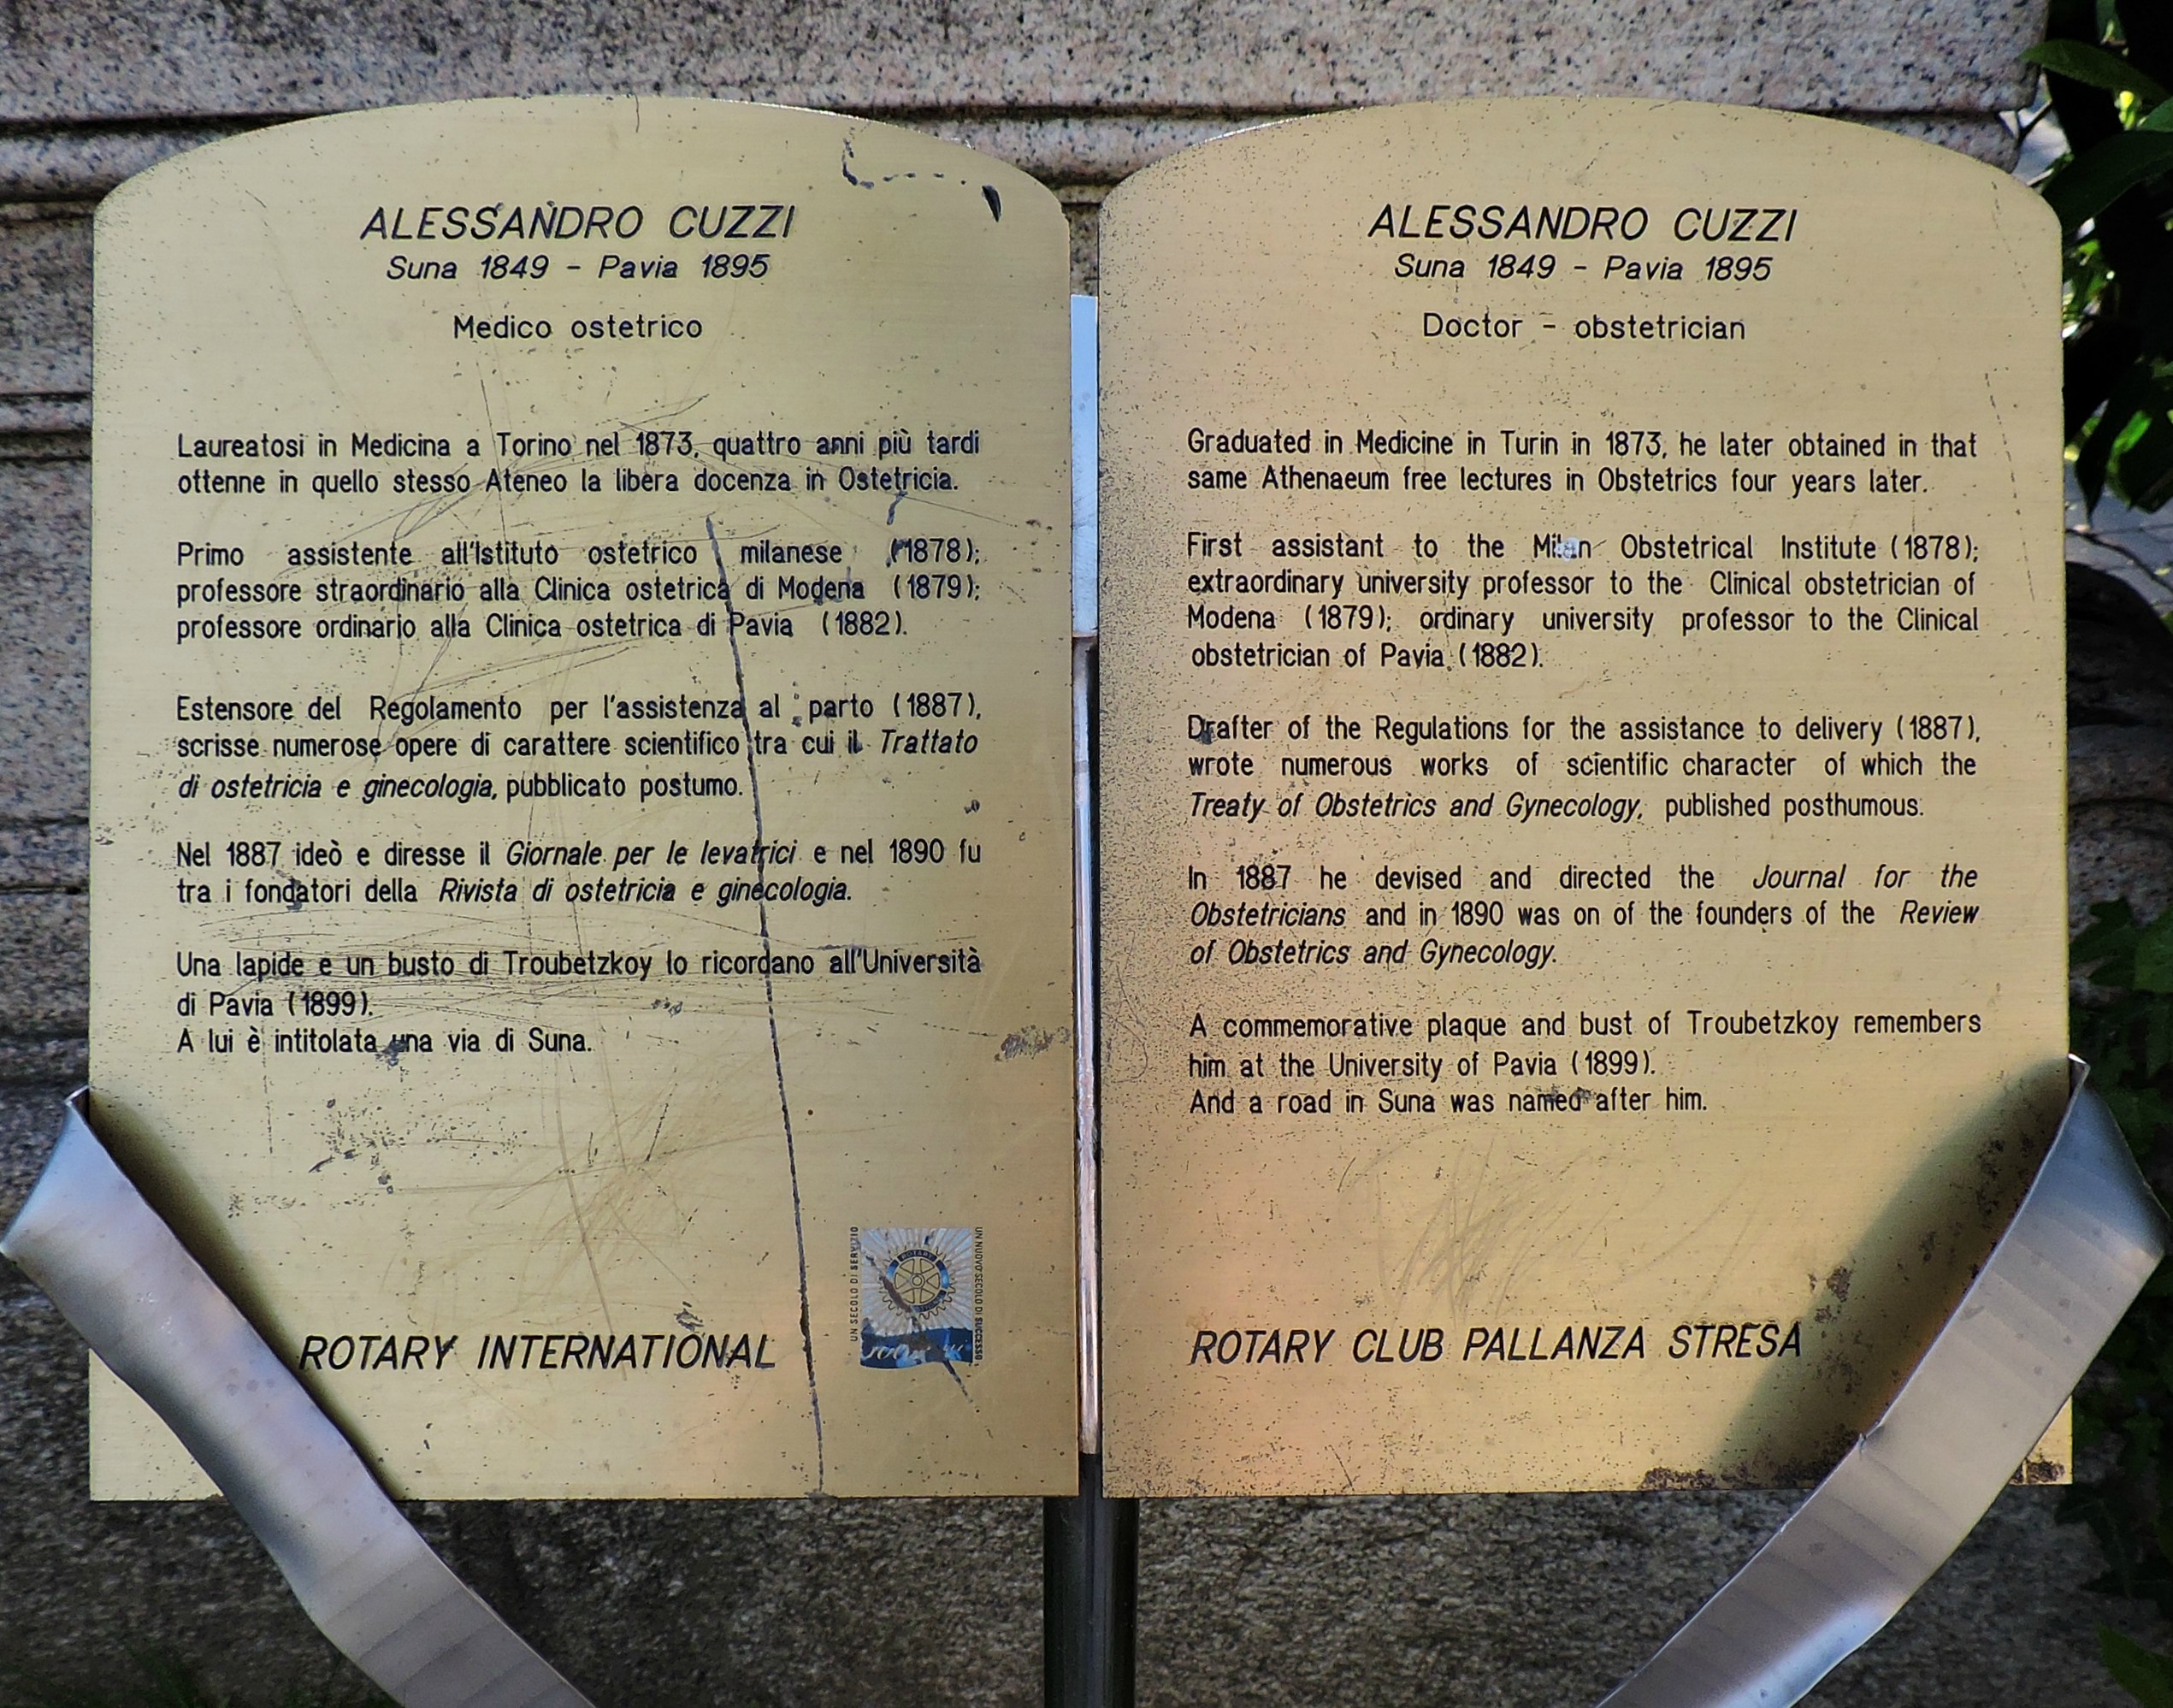 ALESSANDRO CUZZI
Suna 1849 - Pavia 1895
Medico ostetrico
Laureatosi in Medicina a Torino nel 1873, quattro anni più tardi
ottenne in quello stesso Ateneo la libera docenza in Ostetricia.
Primo assistente all'Istituto ostetrico milanese (1878);
professore straordinario alla Clinica ostetrica di Modena (1879);
professore ordinario alla Clinica ostetrica di Pavia (1882).
Estensore del Regolamento per l'assistenza al parto (1887),
scrisse numerose opere di carattere scientifico tra cui il Trattato
di ostetricia e ginecologia, pubblicato postumo.
Nel 1887 ideò e diresse il Giornale per le levatrici e nel 1890 fu
tra i fondatori della Rivista di ostetricia e ginecologia.
Una lapide e un busto di Troubetzkoy lo ricordano all'Università
di Pavia (1899).
A lui è intitolata una via di Suna.
ROTARY INTERNATIONAL
UN SECOLO DI SERVIZIO
ROTARY
UN NUOVO SECOLO DI SUCCESSO
ALESSANDRO CUZZI
Suna 1849 - Pavia 1895
Doctor - obstetrician
Graduated in Medicine in Turin in 1873, he later obtained in that
same Athenaeum free lectures in Obstetrics four years later.
First assistant to the Milan Obstetrical Institute (1878);
extraordinary university professor to the Clinical obstetrician of
Modena (1879); ordinary university professor to the Clinical
obstetrician of Pavia (1882).
Drafter of the Regulations for the assistance to delivery (1887),
wrote numerous works of scientific character of which the
Treaty of Obstetrics and Gynecology, published posthumous.
In 1887 he devised and directed the Journal for the
Obstetricians and in 1890 was on of the founders of the Review
of Obstetrics and Gynecology.
A commemorative plaque and bust of Troubetzkoy remembers
him at the University of Pavia (1899).
And a road in Suna was named after him.
ROTARY CLUB PALLANZA STRESA